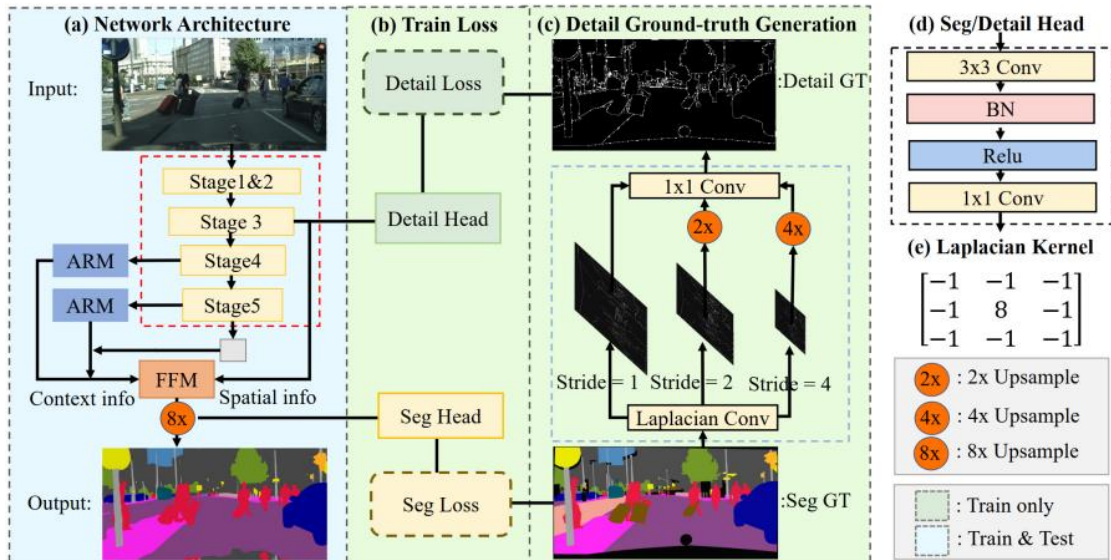 (a) Network Architecture
Input:
Stage1&2
Stage 3
Stage4
Stage5
ARM
ARM
FFM
Context info
Spatial info
8x
Output:
(b) Train Loss
Detail Loss
Detail Head
Seg Head
Seg Loss
(c) Detail Ground-truth Generation
:Detail GT
1x1 Conv
2x
4x
Stride = 1
Stride = 2
Stride = 4
Laplacian Conv
:Seg GT
(d) Seg/Detail Head
3x3 Conv
BN
Relu
1x1 Conv
(e) Laplacian Kernel
−1 −1 −1
−1 8 −1
−1 −1 −1
2x : 2x Upsample
4x : 4x Upsample
8x : 8x Upsample
: Train only
: Train & Test